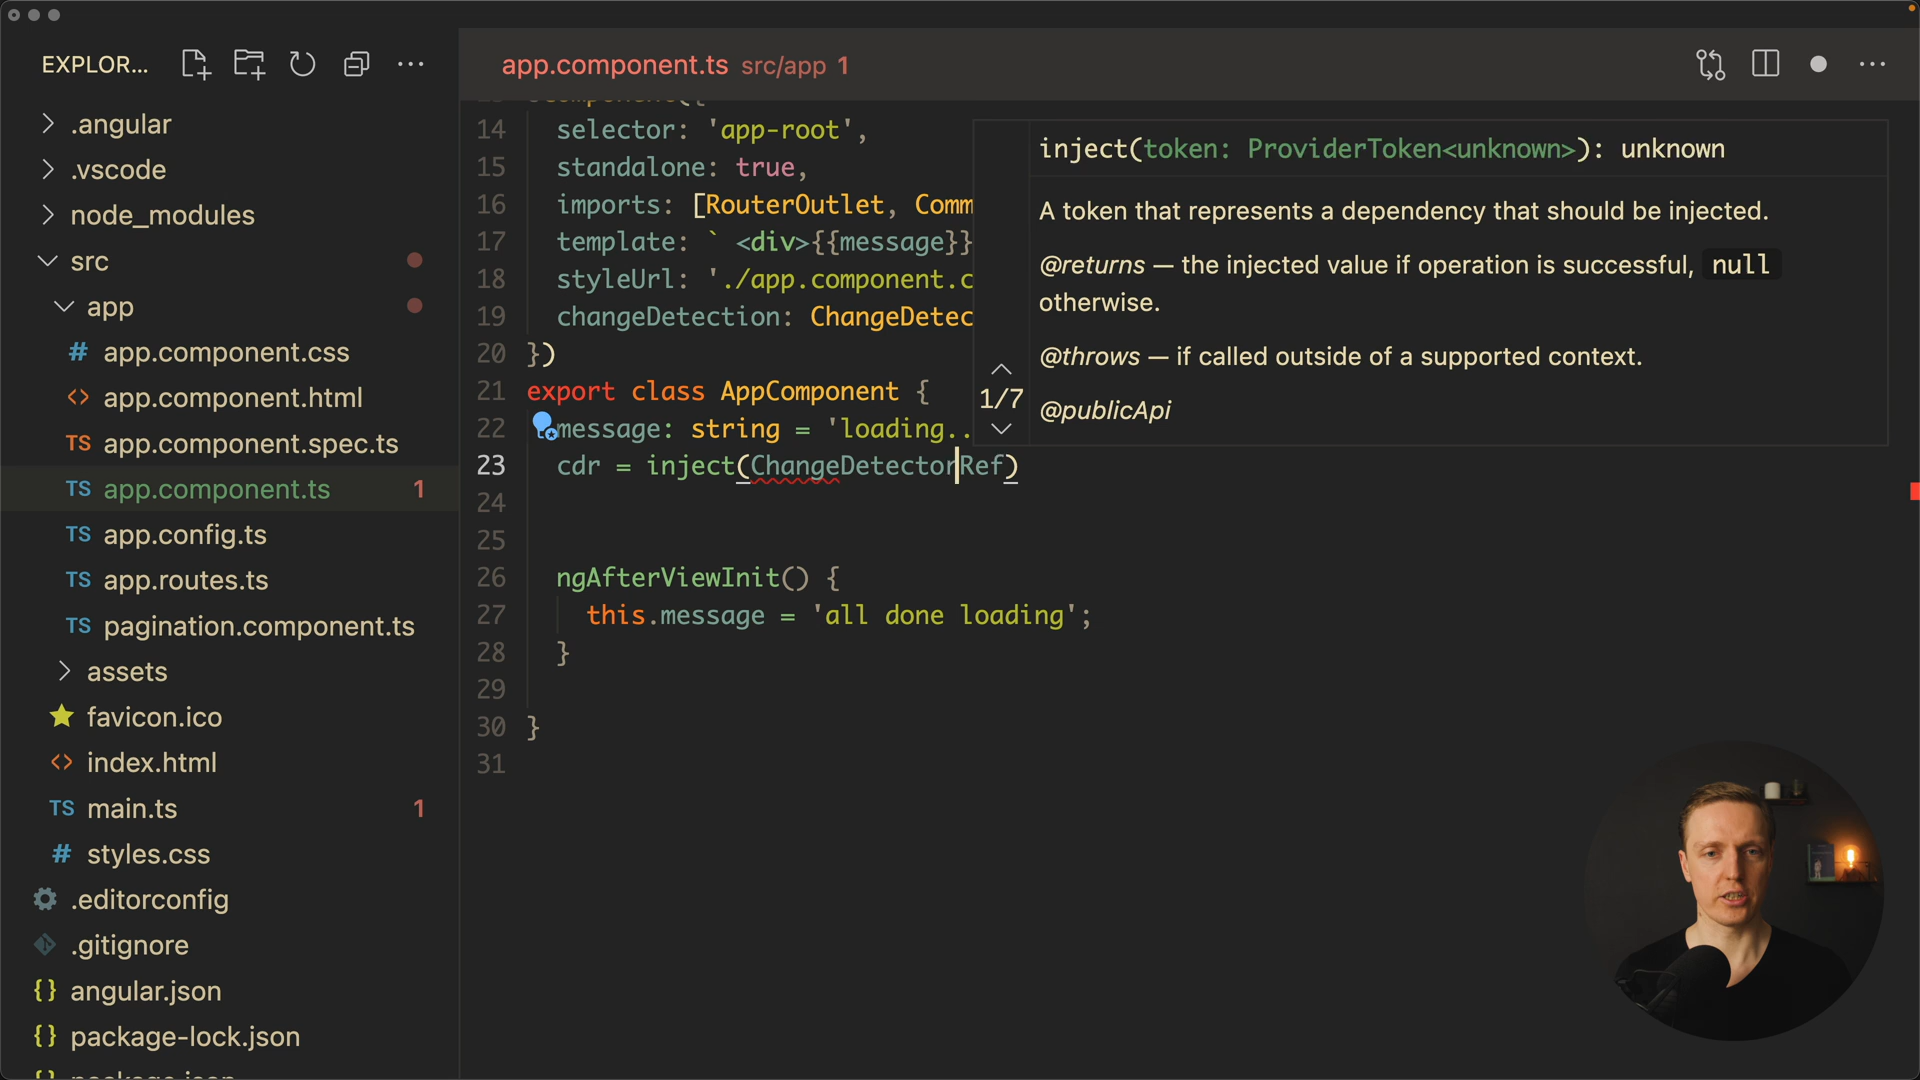 EXPLOR...
.angular
.vscode
node_modules
src
app
# app.component.css
<> app.component.html
TS app.component.spec.ts
TS app.component.ts 1
TS app.config.ts
TS app.routes.ts
TS pagination.component.ts
assets
favicon.ico
<> index.html
TS main.ts 1
# styles.css
.editorconfig
.gitignore
{} angular.json
{} package-lock.json
app.component.ts src/app 1
14 selector: 'app-root',
15 standalone: true,
16 imports: [RouterOutlet, Comm
17 template: ` <div>{{message}}
18 styleUrl: './app.component.c
19 changeDetection: ChangeDetec
20 })
21 export class AppComponent {
22 message: string = 'loading..
23 cdr = inject(ChangeDetectorRef)
24
25
26 ngAfterViewInit() {
27 this.message = 'all done loading';
28 }
29
30 }
31
inject(token: ProviderToken<unknown>): unknown
A token that represents a dependency that should be injected.
@returns — the injected value if operation is successful, null
otherwise.
@throws — if called outside of a supported context.
1/7
@publicApi